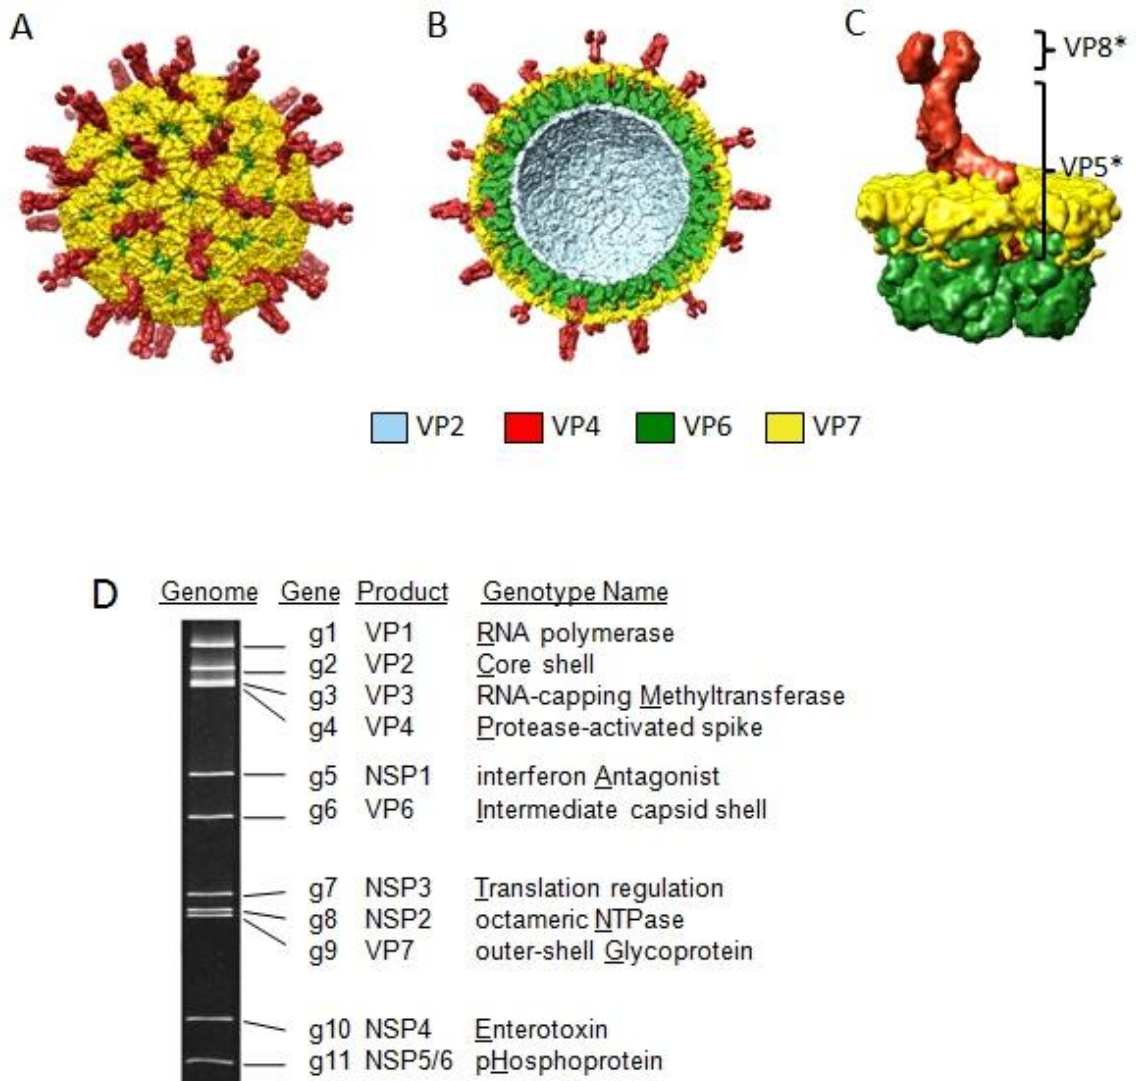 A
B
C
VP8*
VP5*
VP2 VP4 VP6 VP7
D Genome Gene Product Genotype Name
g1 VP1 RNA polymerase
g2 VP2 Core shell
g3 VP3 RNA-capping Methyltransferase
g4 VP4 Protease-activated spike
g5 NSP1 interferon Antagonist
g6 VP6 Intermediate capsid shell
g7 NSP3 Translation regulation
g8 NSP2 octameric NTPase
g9 VP7 outer-shell Glycoprotein
g10 NSP4 Enterotoxin
g11 NSP5/6 pHosphoprotein